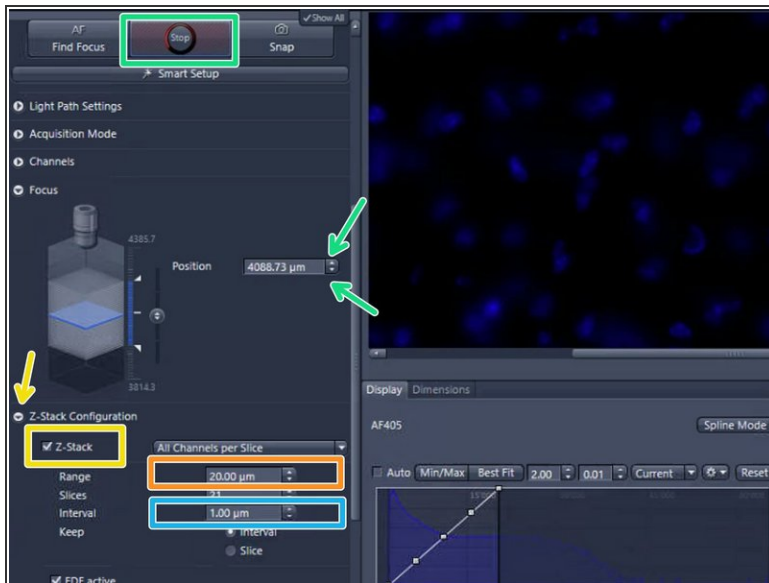 ✓ Show All
AF
Find Focus
Stop
Snap
Smart Setup
Light Path Settings
Acquisition Mode
Channels
Focus
4385.7
Position 4088.73 µm
3814.3
Z-Stack Configuration
Z-Stack All Channels per Slice
Range 20.00 µm
Slices 21
Interval 1.00 µm
Keep Interval
Slice
EDF active
Display Dimensions
AF405 Spline Mode
Auto Min/Max Best Fit 2.00 0.01 Current Reset